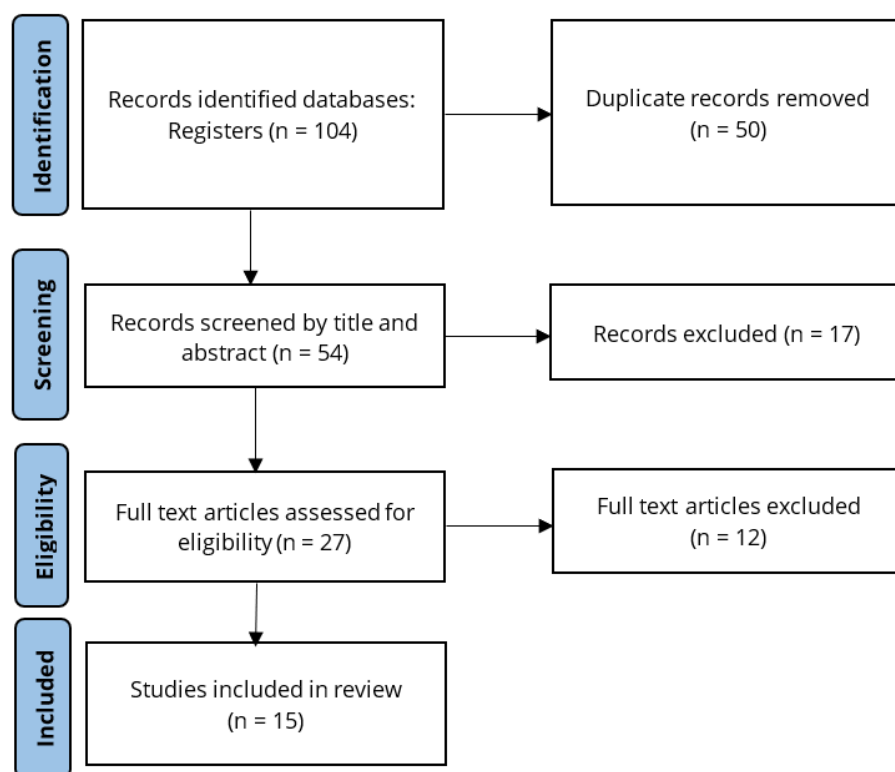 Identification
Records identified databases:
Registers (n = 104)
Duplicate records removed
(n = 50)
Screening
Records screened by title and
abstract (n = 54)
Records excluded (n = 17)
Eligibility
Full text articles assessed for
eligibility (n = 27)
Full text articles excluded
(n = 12)
Included
Studies included in review
(n = 15)